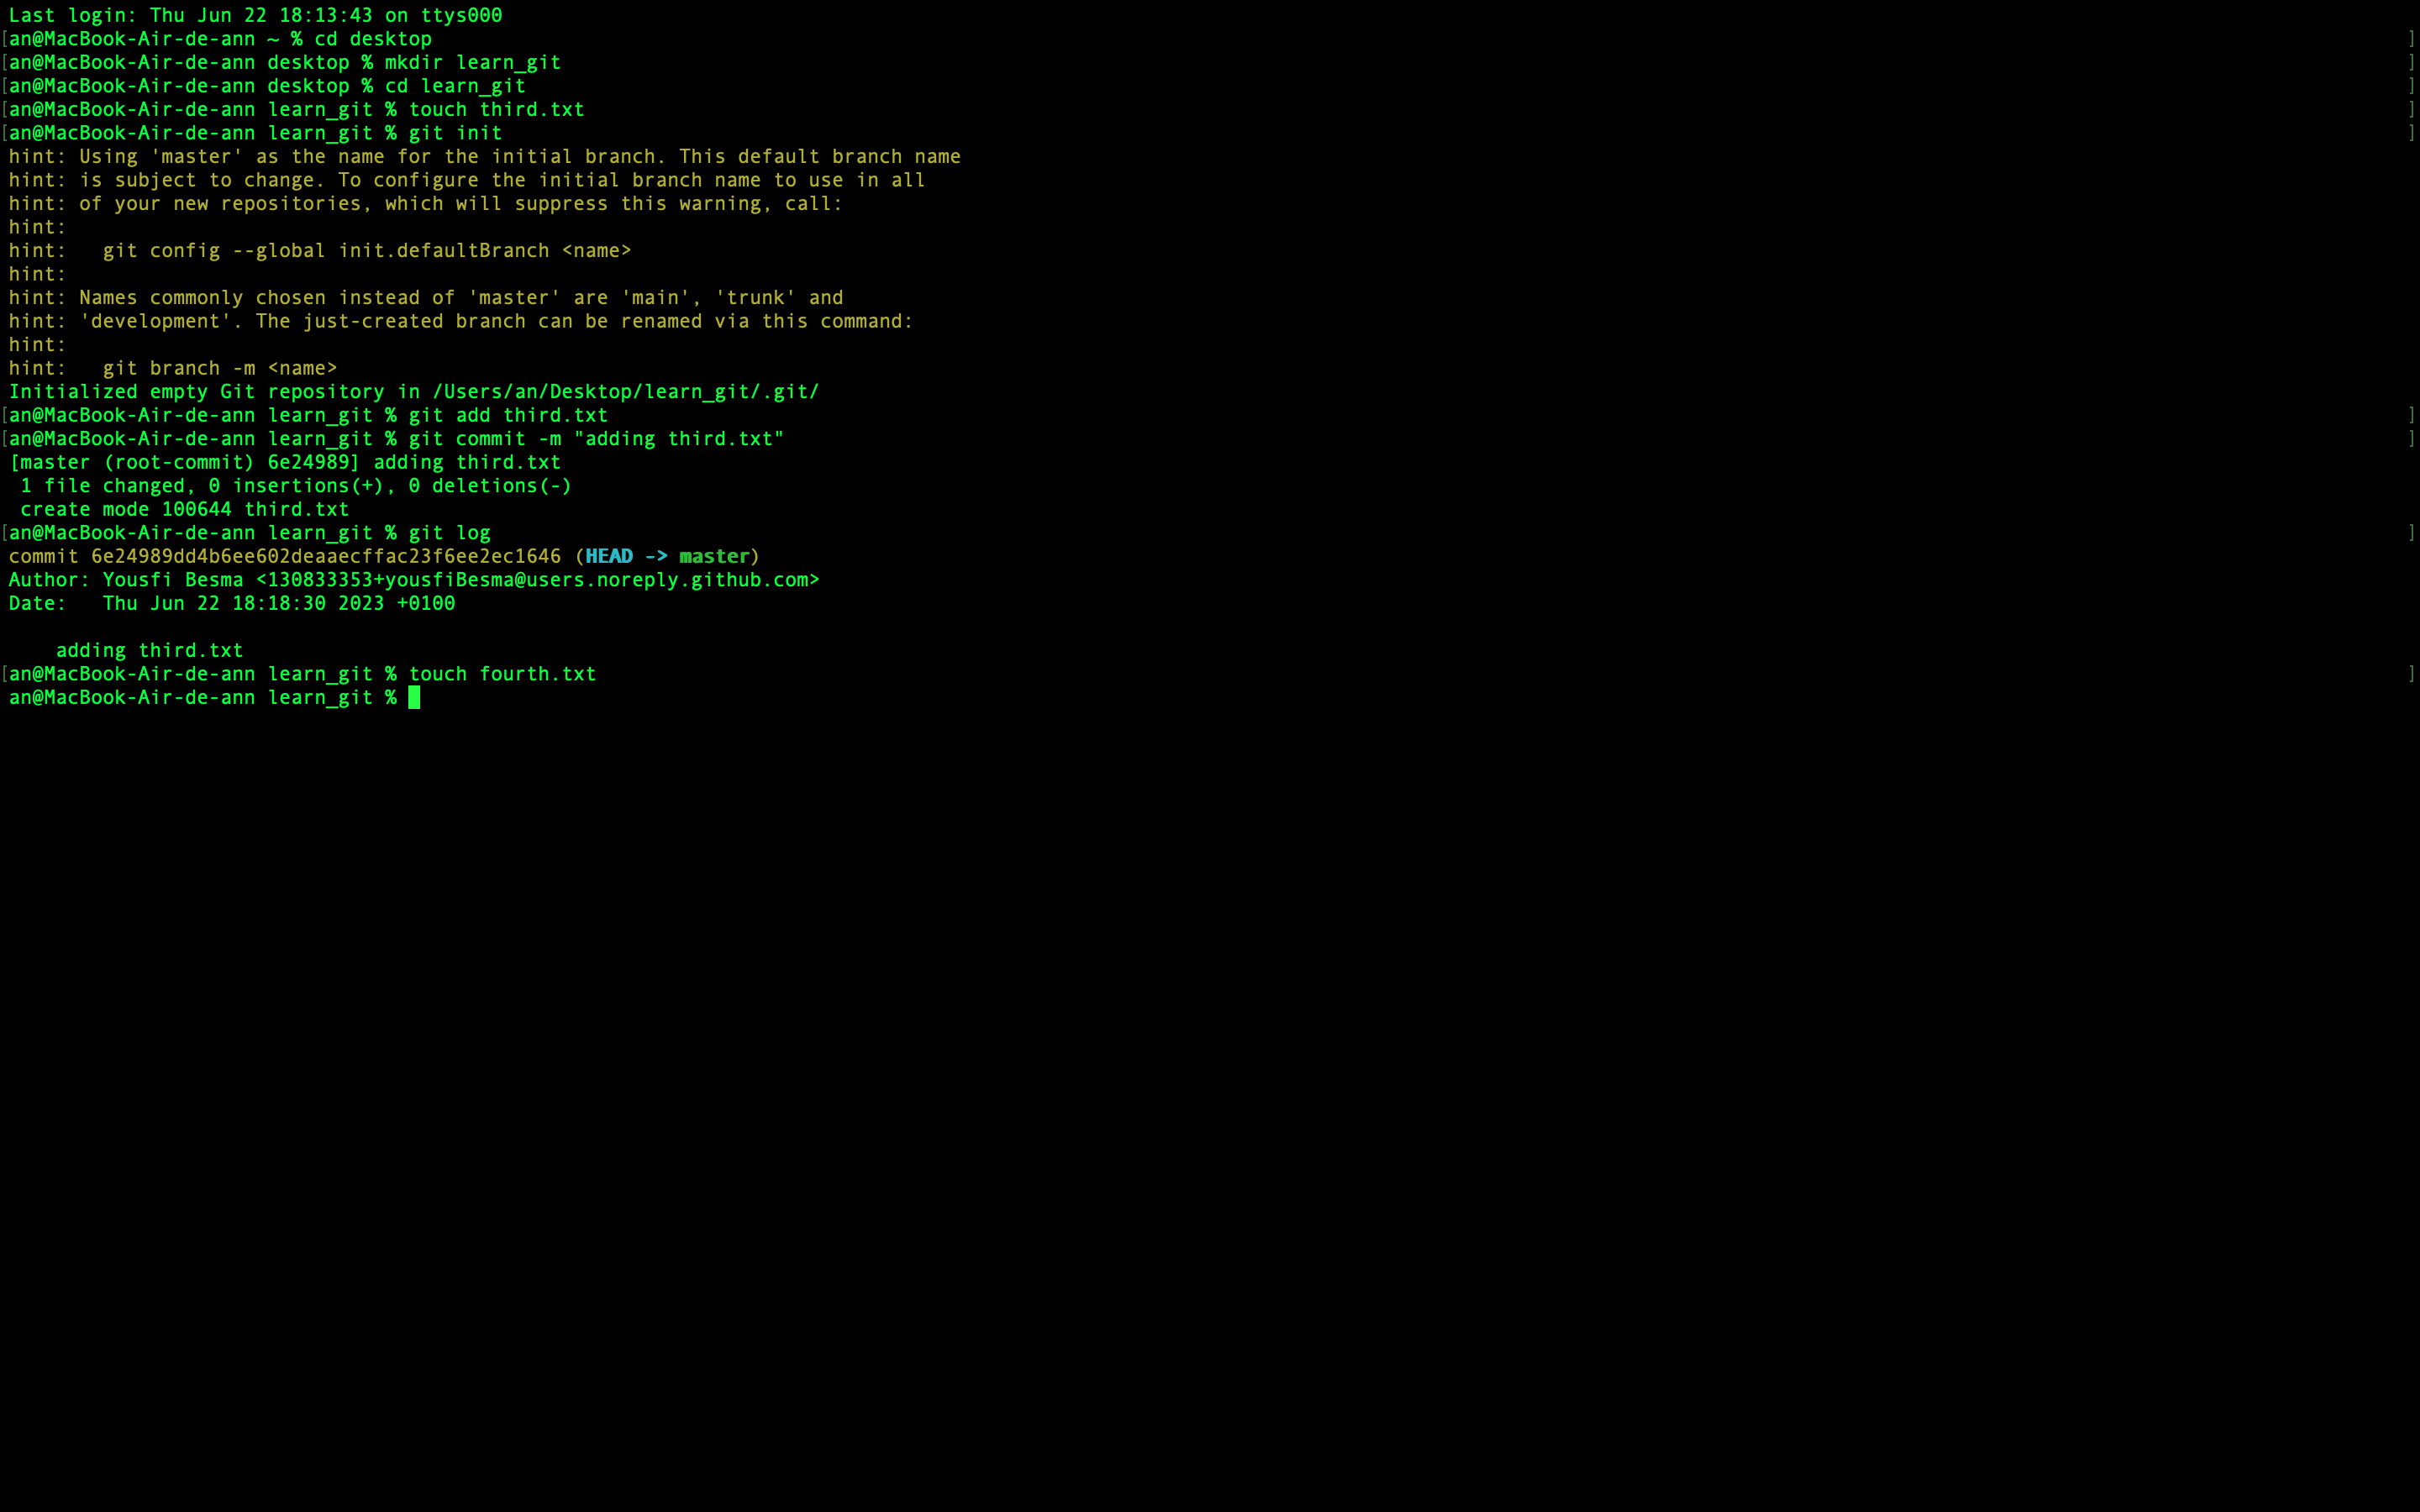 Last login: Thu Jun 22 18:13:43 on ttys000
[an@MacBook-Air-de-ann ~ % cd desktop ]
[an@MacBook-Air-de-ann desktop % mkdir learn_git ]
[an@MacBook-Air-de-ann desktop % cd learn_git ]
[an@MacBook-Air-de-ann learn_git % touch third.txt ]
[an@MacBook-Air-de-ann learn_git % git init ]
hint: Using 'master' as the name for the initial branch. This default branch name
hint: is subject to change. To configure the initial branch name to use in all
hint: of your new repositories, which will suppress this warning, call:
hint:
hint:   git config --global init.defaultBranch <name>
hint:
hint: Names commonly chosen instead of 'master' are 'main', 'trunk' and
hint: 'development'. The just-created branch can be renamed via this command:
hint:
hint:   git branch -m <name>
Initialized empty Git repository in /Users/an/Desktop/learn_git/.git/
[an@MacBook-Air-de-ann learn_git % git add third.txt ]
[an@MacBook-Air-de-ann learn_git % git commit -m "adding third.txt" ]
[master (root-commit) 6e24989] adding third.txt
 1 file changed, 0 insertions(+), 0 deletions(-)
 create mode 100644 third.txt
[an@MacBook-Air-de-ann learn_git % git log ]
commit 6e24989dd4b6ee602deaaecffac23f6ee2ec1646 (HEAD -> master)
Author: Yousfi Besma <130833353+yousfiBesma@users.noreply.github.com>
Date:   Thu Jun 22 18:18:30 2023 +0100

    adding third.txt
[an@MacBook-Air-de-ann learn_git % touch fourth.txt ]
an@MacBook-Air-de-ann learn_git %